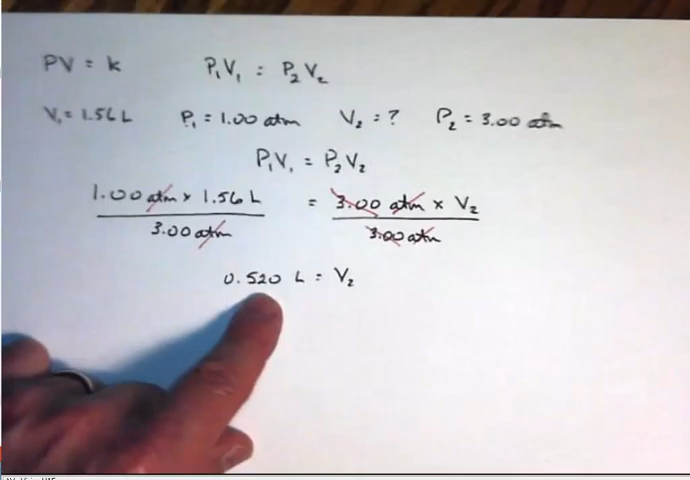 PV = k P₁V₁ = P₂V₂
V₁ = 1.56 L P₁ = 1.00 atm V₂ = ? P₂ = 3.00 atm
P₁V₁ = P₂V₂
1.00 atm × 1.56 L = 3.00 atm × V₂
3.00 atm 3.00 atm
0.520 L = V₂